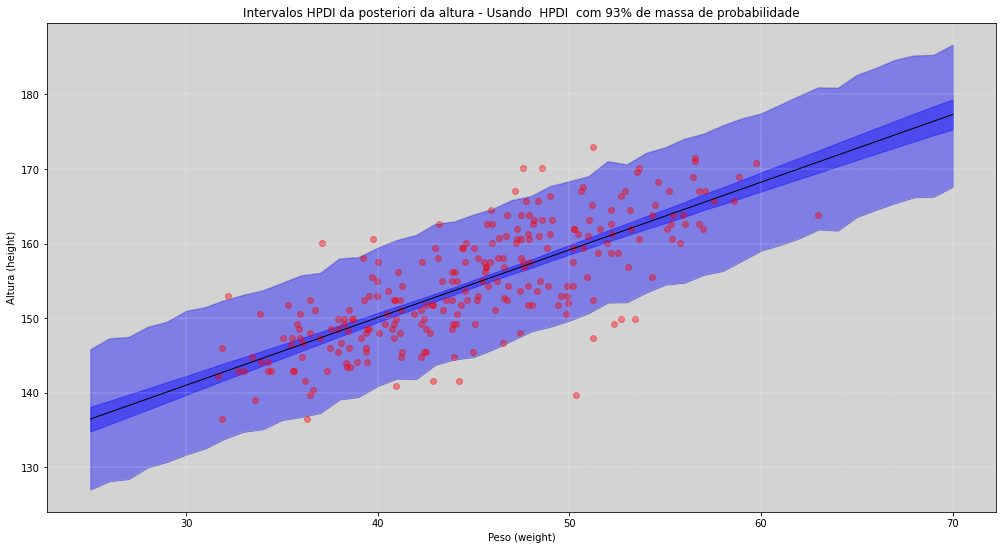 Intervalos HPDI da posteriori da altura - Usando  HPDI  com 93% de massa de probabilidade
Altura (height)
180
170
160
150
140
130
30 40 50 60 70
Peso (weight)